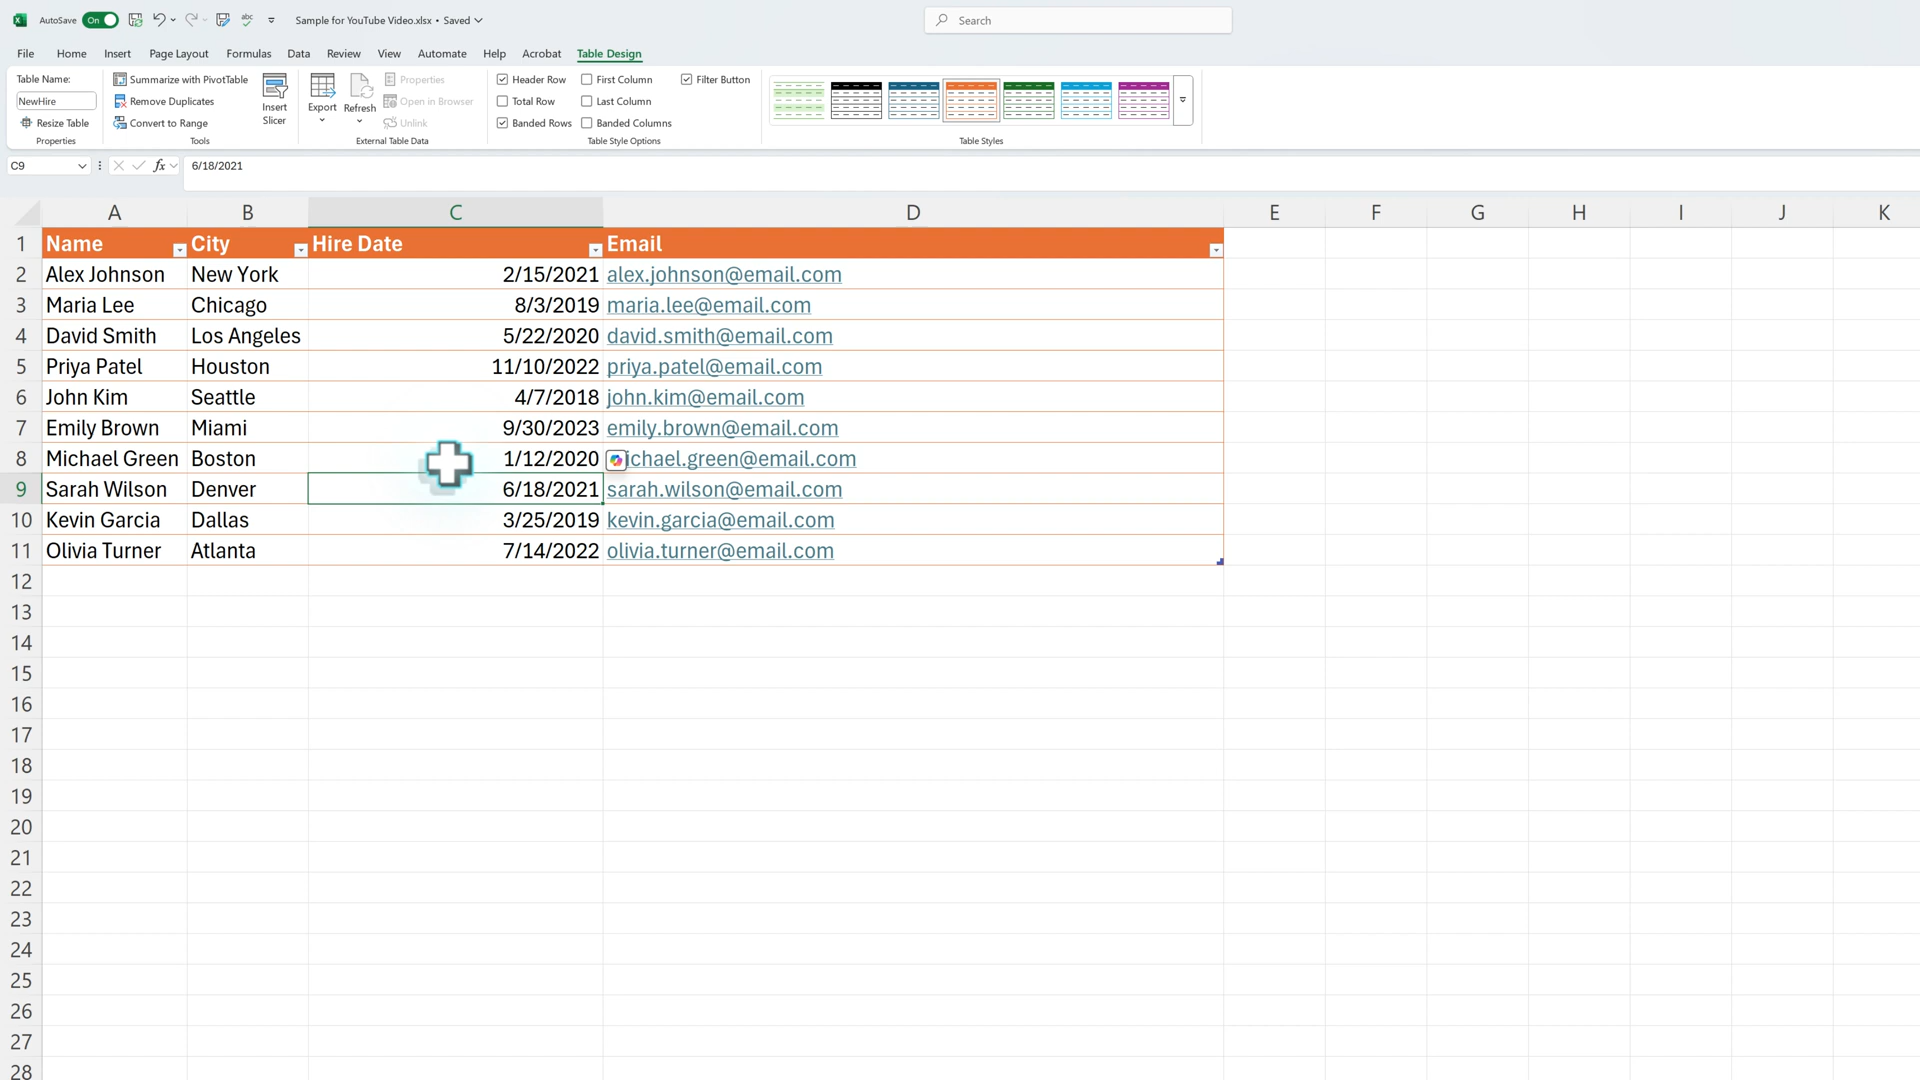 AutoSave On Sample for YouTube Video.xlsx • Saved Search
File Home Insert Page Layout Formulas Data Review View Automate Help Acrobat Table Design
Table Name:
NewHire
Resize Table
Properties
Summarize with PivotTable
Remove Duplicates
Convert to Range
Insert
Slicer
Tools
Export
Refresh
Properties
Open in Browser
Unlink
External Table Data
Header Row
Total Row
Banded Rows
First Column
Last Column
Banded Columns
Filter Button
Table Style Options
Table Styles
C9 fx 6/18/2021
A B C D E F G H I J K
1 Name City Hire Date Email
2 Alex Johnson New York 2/15/2021 alex.johnson@email.com
3 Maria Lee Chicago 8/3/2019 maria.lee@email.com
4 David Smith Los Angeles 5/22/2020 david.smith@email.com
5 Priya Patel Houston 11/10/2022 priya.patel@email.com
6 John Kim Seattle 4/7/2018 john.kim@email.com
7 Emily Brown Miami 9/30/2023 emily.brown@email.com
8 Michael Green Boston 1/12/2020 ichael.green@email.com
9 Sarah Wilson Denver 6/18/2021 sarah.wilson@email.com
10 Kevin Garcia Dallas 3/25/2019 kevin.garcia@email.com
11 Olivia Turner Atlanta 7/14/2022 olivia.turner@email.com
12
13
14
15
16
17
18
19
20
21
22
23
24
25
26
27
28